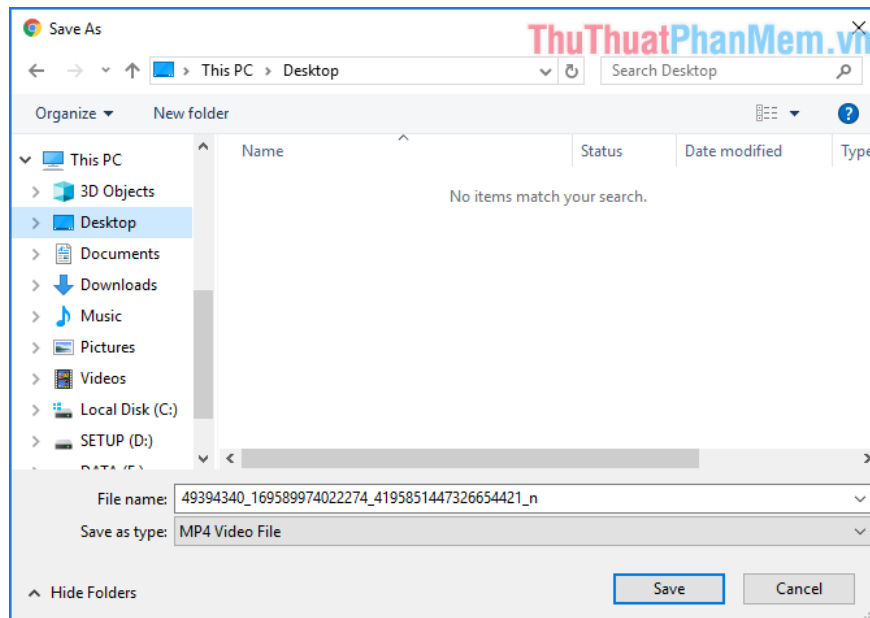 Save As
ThuThuatPhanMem.vn
This PC > Desktop
Search Desktop
Organize
New folder
?
Name
Status
Date modified
Type
No items match your search.
This PC
3D Objects
Desktop
Documents
Downloads
Music
Pictures
Videos
Local Disk (C:)
SETUP (D:)
File name: 49394340_169589974022274_4195851447326654421_n
Save as type: MP4 Video File
Hide Folders
Save
Cancel